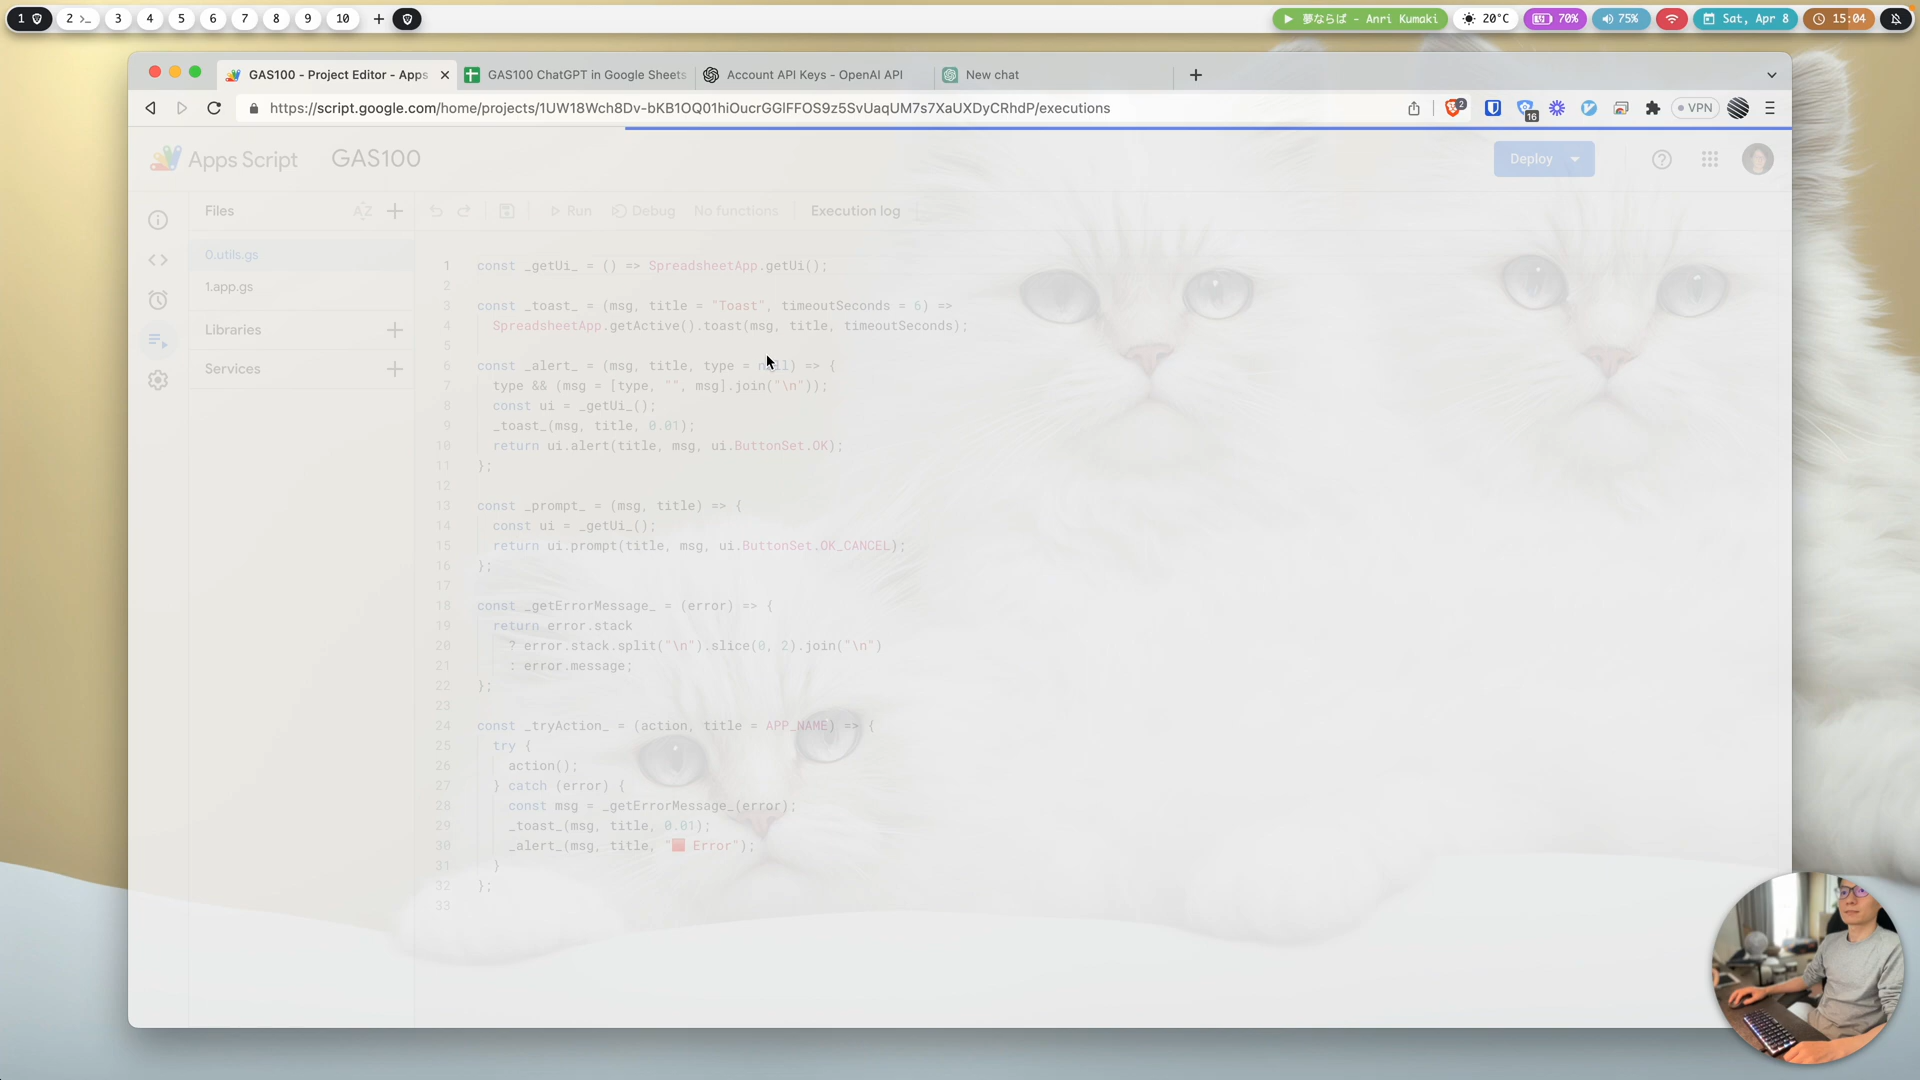 1 2 >_ 3 4 5 6 7 8 9 10 + 夢ならば - Anri Kumaki 20°C 70% 75% Sat, Apr 8 15:04
GAS100 - Project Editor - Apps GAS100 ChatGPT in Google Sheets Account API Keys - OpenAI API New chat
https://script.google.com/home/projects/1UW18Wch8Dv-bKB1OQ01hiOucrGGlFFOS9z5SvUaqUM7s7XaUXDyCRhdP/executions 2 16 VPN
Apps Script GAS100 Deploy
Files AZ Run Debug No functions Execution log
0.utils.gs
1.app.gs
Libraries
Services
1 const _getUi_ = () => SpreadsheetApp.getUi();
2
3 const _toast_ = (msg, title = "Toast", timeoutSeconds = 6) =>
4 SpreadsheetApp.getActive().toast(msg, title, timeoutSeconds);
5
6 const _alert_ = (msg, title, type = null) => {
7 type && (msg = [type, "", msg].join("\n"));
8 const ui = _getUi_();
9 _toast_(msg, title, 0.01);
10 return ui.alert(title, msg, ui.ButtonSet.OK);
11 };
12
13 const _prompt_ = (msg, title) => {
14 const ui = _getUi_();
15 return ui.prompt(title, msg, ui.ButtonSet.OK_CANCEL);
16 };
17
18 const _getErrorMessage_ = (error) => {
19 return error.stack
20 ? error.stack.split("\n").slice(0, 2).join("\n")
21 : error.message;
22 };
23
24 const _tryAction_ = (action, title = APP_NAME) => {
25 try {
26 action();
27 } catch (error) {
28 const msg = _getErrorMessage_(error);
29 _toast_(msg, title, 0.01);
30 _alert_(msg, title, "🟥 Error");
31 }
32 };
33